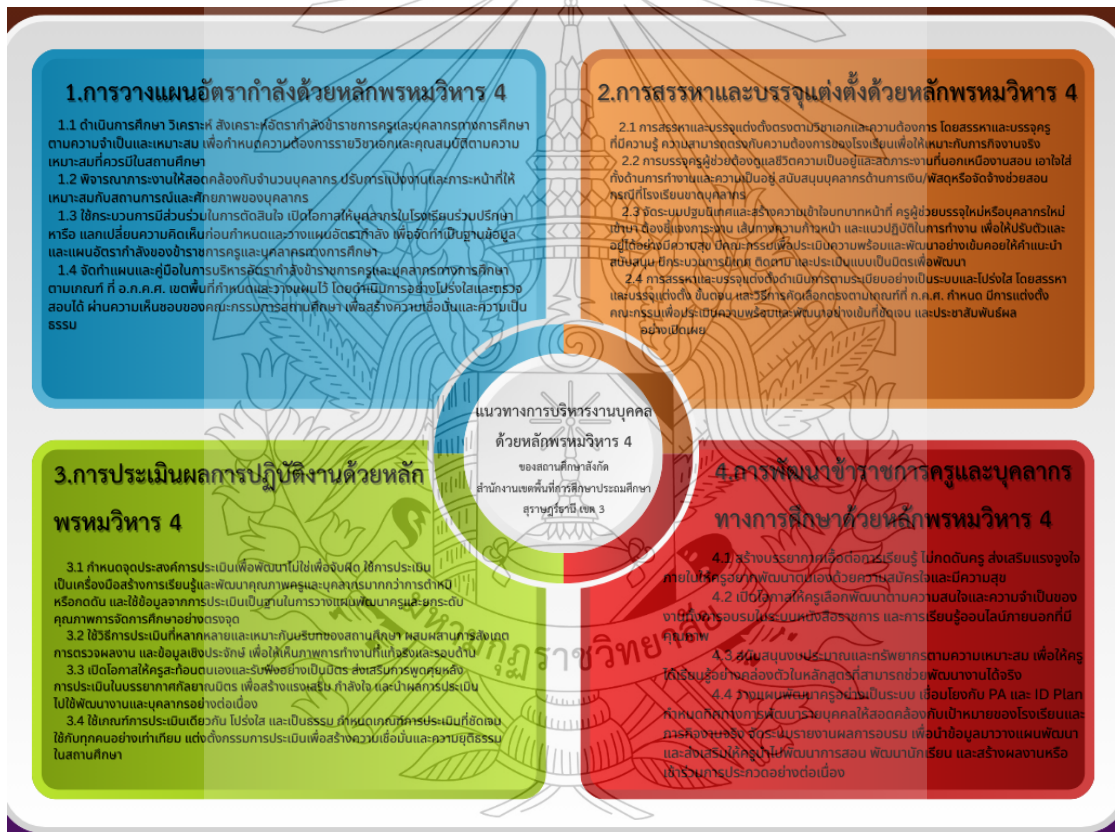 1.การวางแผนอัตรากำลังด้วยหลักพรหมวิหาร 4
1.1 ดำเนินการศึกษา วิเคราะห์ สังเคราะห์อัตรากำลังข้าราชการครูและบุคลากรทางการศึกษา
ตามความจำเป็นและเหมาะสม เพื่อกำหนดความต้องการรายวิชาเอกและคุณสมบัติตามความ
เหมาะสมที่ควรมีในสถานศึกษา
1.2 พิจารณาภาระงานให้สอดคล้องกับจำนวนบุคลากร ปรับการแบ่งงานและภาระหน้าที่ให้
เหมาะสมกับสถานการณ์และศักยภาพของบุคลากร
1.3 ใช้กระบวนการมีส่วนร่วมในการตัดสินใจ เปิดโอกาสให้บุคลากรในโรงเรียนร่วมปรึกษา
หารือ แลกเปลี่ยนความคิดเห็นก่อนกำหนดและวางแผนอัตรากำลัง เพื่อจัดทำเป็นฐานข้อมูล
และแผนอัตรากำลังของข้าราชการครูและบุคลาครทางการศึกษา
1.4 จัดทำแผนและคู่มือในการบริหารอัตรากำลังข้าราชการครูและบุคลากรทางการศึกษา
ตามเกณฑ์ ที่ อ.ก.ค.ศ. เขตพื้นที่กำหนดและวางแผนไว้ โดยดำเนินการอย่างโปร่งใสและตรวจ
สอบได้ ผ่านความเห็นชอบของคณะกรรมการสถานศึกษา เพื่อสร้างความเชื่อมั่นและความเป็น
ธรรม
2.การสรรหาและบรรจุแต่งตั้งด้วยหลักพรหมวิหาร 4
2.1 การสรรหาและบรรจุแต่งตั้งตรงตามวิชาเอกและความต้องการ โดยสรรหาและบรรจุครู
ที่มีความรู้ ความสามารถตรงกับความต้องการของโรงเรียนเพื่อให้เหมาะกับภารกิจงานจริง
2.2 การบรรจุครูผู้ช่วยต้องดูแลชีวิตความเป็นอยู่และลดภาระงานที่นอกเหนืองานสอน เอาใจใส่
ทั้งด้านการทำงานและความเป็นอยู่ สนับสนุนบุคลากรด้านการเงิน/พัสดุหรือจัดจ้างช่วยสอน
กรณีที่โรงเรียนขาดบุคลากร
2.3 จัดระบบปฐมนิเทศและสร้างความเข้าใจบทบาทหน้าที่ ครูผู้ช่วยบรรจุใหม่หรือบุคลากรใหม่
เข้ามา ต้องชี้แจงภาระงาน เส้นทางความก้าวหน้า และแนวปฏิบัติในการทำงาน เพื่อให้ปรับตัวและ
อยู่ได้อย่างมีความสุข มีคณะกรรมเพื่อประเมินความพร้อมและพัฒนาอย่างเข้มคอยให้คำแนะนำ
สนับสนุน มีกระบวนการนิเทศ ติดตาม และประเมินแบบเป็นมิตรเพื่อพัฒนา
2.4 การสรรหาและบรรจุแต่งตั้งดำเนินการตามระเบียบอย่างเป็นระบบและโปร่งใส โดยสรรหา
และบรรจุแต่งตั้ง ขั้นตอน และวิธีการคัดเลือกตรงตามเกณฑ์ที่ ก.ค.ศ. กำหนด มีการแต่งตั้ง
คณะกรรมเพื่อประเมินความพร้อมและพัฒนาอย่างเข้มที่ชัดเจน และประชาสัมพันธ์ผล
อย่างเปิดเผย
แนวทางการบริหารงานบุคคล
ด้วยหลักพรหมวิหาร 4
ของสถานศึกษาสังกัด
สำนักงานเขตพื้นที่การศึกษาประถมศึกษา
สุราษฎร์ธานี เขต 3
3.การประเมินผลการปฏิบัติงานด้วยหลัก
พรหมวิหาร 4
3.1 กำหนดจุดประสงค์การประเมินเพื่อพัฒนาไม่ใช่เพื่อจับผิด ใช้การประเมิน
เป็นเครื่องมือสร้างการเรียนรู้และพัฒนาคุณภาพครูและบุคลากรมากกว่าการตำหนิ
หรือกดดัน และใช้ข้อมูลจากการประเมินเป็นฐานในการวางแผนพัฒนาครูและยกระดับ
คุณภาพการจัดการศึกษาอย่างตรงจุด
3.2 ใช้วิธีการประเมินที่หลากหลายและเหมาะกับบริบทของสถานศึกษา ผสมผสานการสังเกต
การตรวจผลงาน และข้อมูลเชิงประจักษ์ เพื่อให้เห็นภาพการทำงานที่แท้จริงและรอบด้าน
3.3 เปิดโอกาสให้ครูสะท้อนตนเองและรับฟังอย่างเป็นมิตร ส่งเสริมการพูดคุยหลัง
การประเมินในบรรยากาศกัลยาณมิตร เพื่อสร้างแรงเสริม กำลังใจ และนำผลการประเมิน
ไปใช้พัฒนางานและบุคลากรอย่างต่อเนื่อง
3.4 ใช้เกณฑ์การประเมินเดียวกัน โปร่งใส และเป็นธรรม กำหนดเกณฑ์การประเมินที่ชัดเจน
ใช้กับทุกคนอย่างเท่าเทียม แต่งตั้งกรรมการประเมินเพื่อสร้างความเชื่อมั่นและความยุติธรรม
ในสถานศึกษา
4.การพัฒนาข้าราชการครูและบุคลากร
ทางการศึกษาด้วยหลักพรหมวิหาร 4
4.1 สร้างบรรยากาศเอื้อต่อการเรียนรู้ ไม่กดดันครู ส่งเสริมแรงจูงใจ
ภายในให้ครูอยากพัฒนาตนเองด้วยความสมัครใจและมีความสุข
4.2 เปิดโอกาสให้ครูเลือกพัฒนาตามความสนใจและความจำเป็นของ
งานทั้งการอบรมในระบบหนังสือราชการ และการเรียนรู้ออนไลน์ภายนอกที่มี
คุณภาพ
4.3 สนับสนุนงบประมาณและทรัพยากรตามความเหมาะสม เพื่อให้ครู
ได้เรียนรู้อย่างคล่องตัวในหลักสูตรที่สามารถช่วยพัฒนางานได้จริง
4.4 วางแผนพัฒนาครูอย่างเป็นระบบ เชื่อมโยงกับ PA และ ID Plan
กำหนดทิศทางการพัฒนารายบุคคลให้สอดคล้องกับเป้าหมายของโรงเรียนและ
ภารกิจงานจริง จัดระบบรายงานผลการอบรม เพื่อนำข้อมูลมาวางแผนพัฒนา
และส่งเสริมให้ครูนำไปพัฒนาการสอน พัฒนานักเรียน และสร้างผลงานหรือ
เข้าร่วมการประกวดอย่างต่อเนื่อง
มหามกุฏราชวิทยาลัย